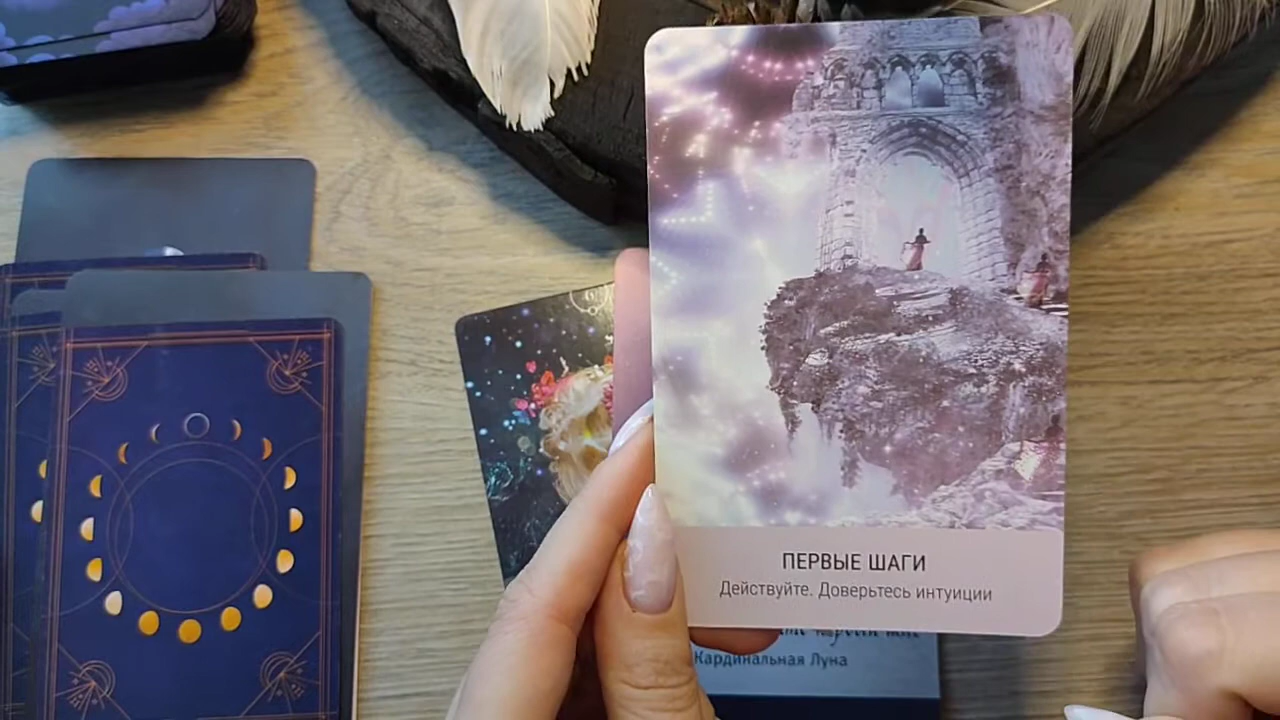 ПЕРВЫЕ ШАГИ
Действуйте. Доверьтесь интуиции
Кардинальная Луна